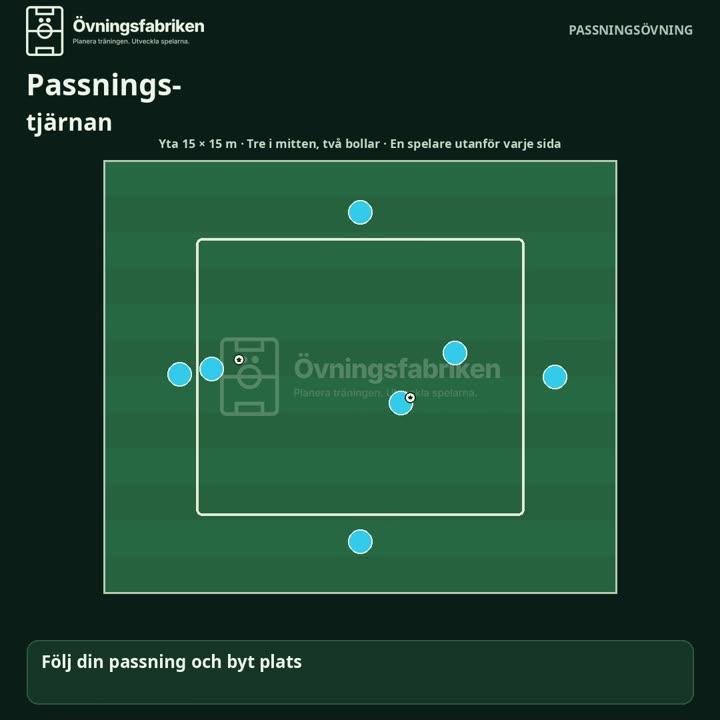 Övningsfabriken
Planera träningen. Utveckla spelarna.
PASSNINGSÖVNING
Passnings-
tjärnan
Yta 15 × 15 m · Tre i mitten, två bollar · En spelare utanför varje sida
Övningsfabriken
Planera träningen. Utveckla spelarna.
Följ din passning och byt plats